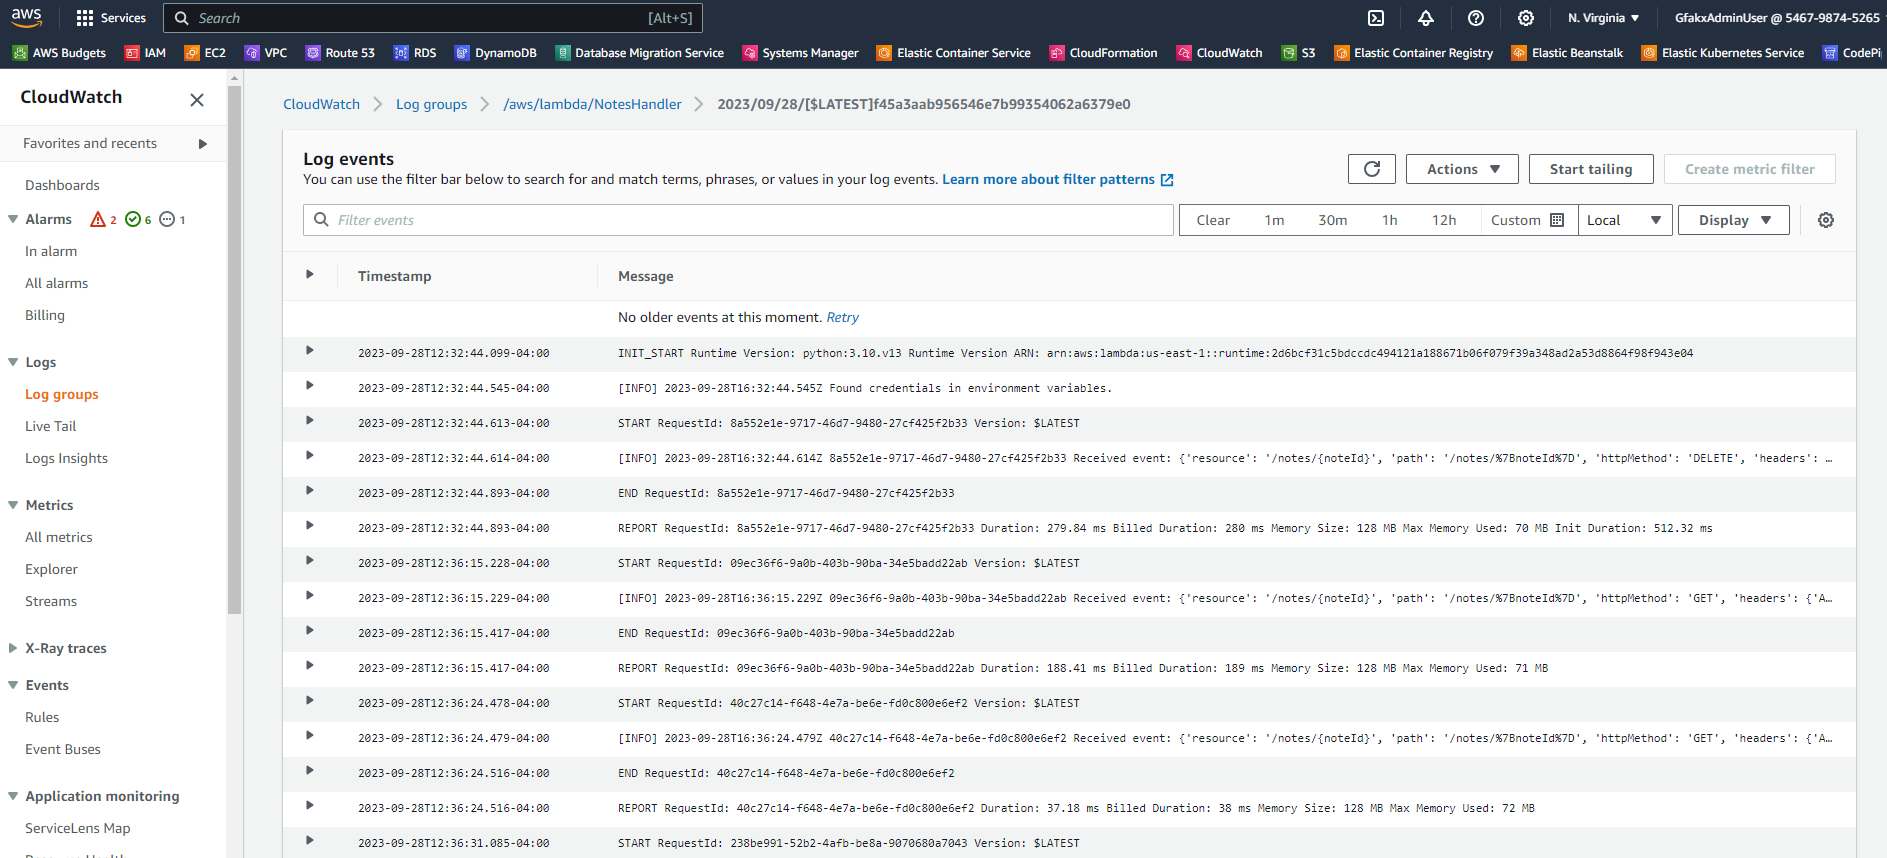 aws Services Search [Alt+S] N. Virginia GfakxAdminUser @ 5467-9874-5265
AWS Budgets IAM EC2 VPC Route 53 RDS DynamoDB Database Migration Service Systems Manager Elastic Container Service CloudFormation CloudWatch S3 Elastic Container Registry Elastic Beanstalk Elastic Kubernetes Service CodePi
CloudWatch
Favorites and recents
Dashboards
Alarms 2 6 1
In alarm
All alarms
Billing
Logs
Log groups
Live Tail
Logs Insights
Metrics
All metrics
Explorer
Streams
X-Ray traces
Events
Rules
Event Buses
Application monitoring
ServiceLens Map
CloudWatch Log groups /aws/lambda/NotesHandler 2023/09/28/[$LATEST]f45a3aab956546e7b99354062a6379e0
Log events
You can use the filter bar below to search for and match terms, phrases, or values in your log events. Learn more about filter patterns
Actions Start tailing Create metric filter
Filter events Clear 1m 30m 1h 12h Custom Local Display
Timestamp Message
No older events at this moment. Retry
2023-09-28T12:32:44.099-04:00 INIT_START Runtime Version: python:3.10.v13 Runtime Version ARN: arn:aws:lambda:us-east-1::runtime:2d6bcf31c5bdccdc494121a188671b06f079f39a348ad2a53d8864f98f943e04
2023-09-28T12:32:44.545-04:00 [INFO] 2023-09-28T16:32:44.545Z Found credentials in environment variables.
2023-09-28T12:32:44.613-04:00 START RequestId: 8a552e1e-9717-46d7-9480-27cf425f2b33 Version: $LATEST
2023-09-28T12:32:44.614-04:00 [INFO] 2023-09-28T16:32:44.614Z 8a552e1e-9717-46d7-9480-27cf425f2b33 Received event: {'resource': '/notes/{noteId}', 'path': '/notes/%7BnoteId%7D', 'httpMethod': 'DELETE', 'headers': …
2023-09-28T12:32:44.893-04:00 END RequestId: 8a552e1e-9717-46d7-9480-27cf425f2b33
2023-09-28T12:32:44.893-04:00 REPORT RequestId: 8a552e1e-9717-46d7-9480-27cf425f2b33 Duration: 279.84 ms Billed Duration: 280 ms Memory Size: 128 MB Max Memory Used: 70 MB Init Duration: 512.32 ms
2023-09-28T12:36:15.228-04:00 START RequestId: 09ec36f6-9a0b-403b-90ba-34e5badd22ab Version: $LATEST
2023-09-28T12:36:15.229-04:00 [INFO] 2023-09-28T16:36:15.229Z 09ec36f6-9a0b-403b-90ba-34e5badd22ab Received event: {'resource': '/notes/{noteId}', 'path': '/notes/%7BnoteId%7D', 'httpMethod': 'GET', 'headers': {'A…
2023-09-28T12:36:15.417-04:00 END RequestId: 09ec36f6-9a0b-403b-90ba-34e5badd22ab
2023-09-28T12:36:15.417-04:00 REPORT RequestId: 09ec36f6-9a0b-403b-90ba-34e5badd22ab Duration: 188.41 ms Billed Duration: 189 ms Memory Size: 128 MB Max Memory Used: 71 MB
2023-09-28T12:36:24.478-04:00 START RequestId: 40c27c14-f648-4e7a-be6e-fd0c800e6ef2 Version: $LATEST
2023-09-28T12:36:24.479-04:00 [INFO] 2023-09-28T16:36:24.479Z 40c27c14-f648-4e7a-be6e-fd0c800e6ef2 Received event: {'resource': '/notes/{noteId}', 'path': '/notes/%7BnoteId%7D', 'httpMethod': 'GET', 'headers': {'A…
2023-09-28T12:36:24.516-04:00 END RequestId: 40c27c14-f648-4e7a-be6e-fd0c800e6ef2
2023-09-28T12:36:24.516-04:00 REPORT RequestId: 40c27c14-f648-4e7a-be6e-fd0c800e6ef2 Duration: 37.18 ms Billed Duration: 38 ms Memory Size: 128 MB Max Memory Used: 72 MB
2023-09-28T12:36:31.085-04:00 START RequestId: 238be991-52b2-4afb-be8a-9070680a7043 Version: $LATEST